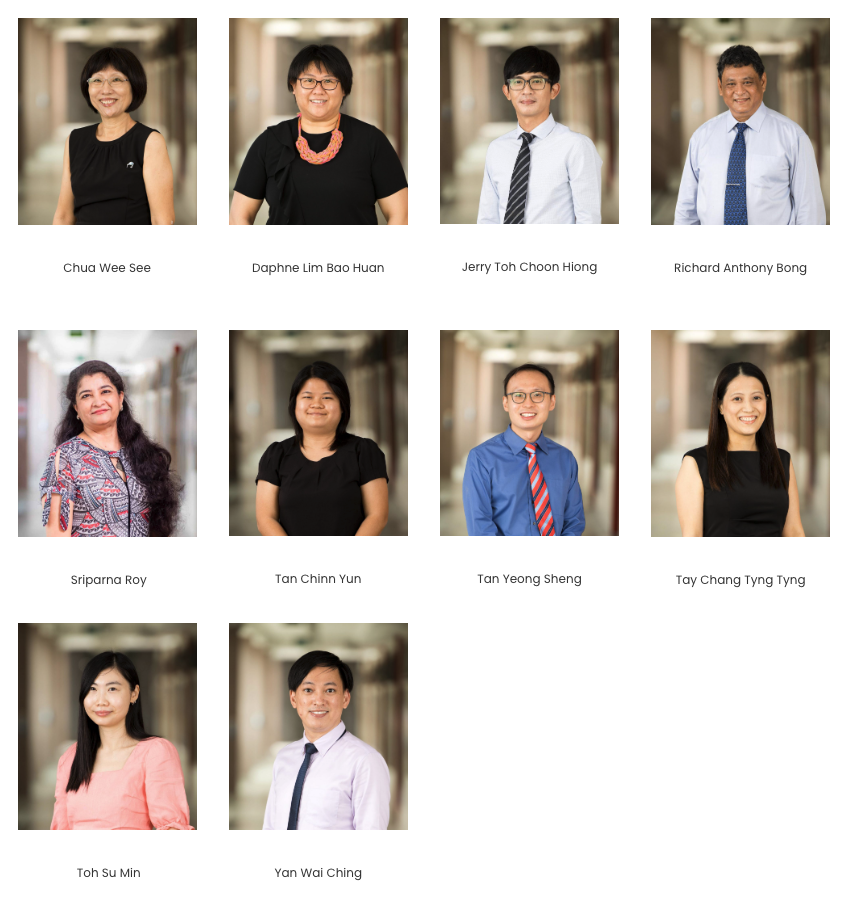 Chua Wee See
Daphne Lim Bao Huan
Jerry Toh Choon Hiong
Richard Anthony Bong
Sriparna Roy
Tan Chinn Yun
Tan Yeong Sheng
Tay Chang Tyng Tyng
Toh Su Min
Yan Wai Ching